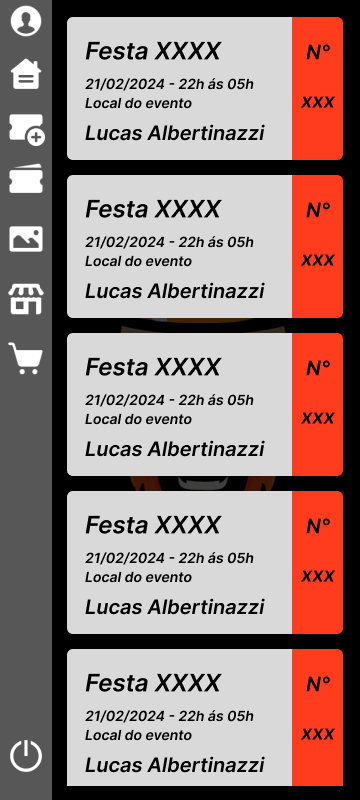 Festa XXXX
N°
21/02/2024 - 22h ás 05h
Local do evento
xxx
Lucas Albertinazzi
Festa XXXX
N°
21/02/2024 - 22h ás 05h
Local do evento
xxx
Lucas Albertinazzi
Festa XXXX
N°
21/02/2024 - 22h ás 05h
Local do evento
xxx
Lucas Albertinazzi
Festa XXXX
N°
21/02/2024 - 22h ás 05h
Local do evento
xxx
Lucas Albertinazzi
Festa XXXX
N°
21/02/2024 - 22h ás 05h
Local do evento
xxx
Lucas Albertinazzi